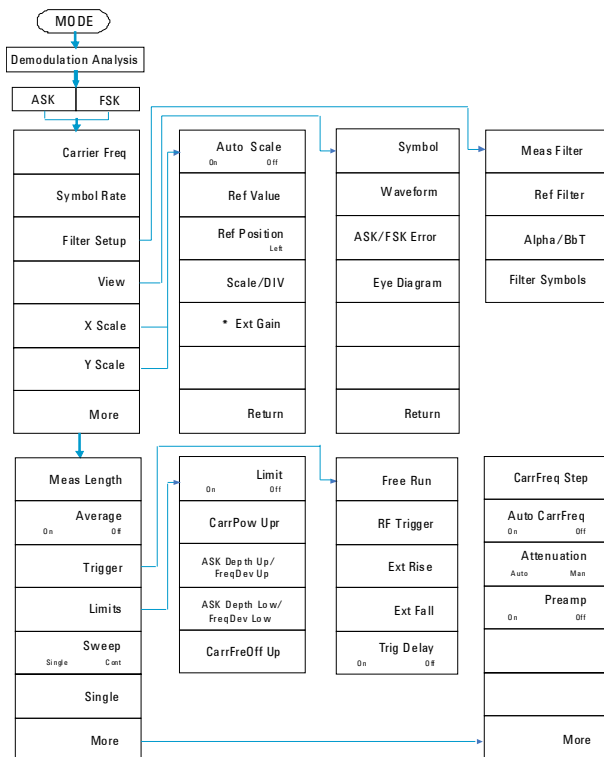 MODE
Demodulation Analysis
ASK
FSK
Carrier Freq
Symbol Rate
Filter Setup
View
X Scale
Y Scale
More
Auto Scale
On Off
Ref Value
Ref Position
Left
Scale/DIV
* Ext Gain
Return
Symbol
Waveform
ASK/FSK Error
Eye Diagram
Return
Meas Filter
Ref Filter
Alpha/BbT
Filter Symbols
Meas Length
Average
On Off
Trigger
Limits
Sweep
Single Cont
Single
More
Limit
On Off
CarrPow Upr
ASK Depth Up/
FreqDev Up
ASK Depth Low/
FreqDev Low
CarrFreOff Up
Free Run
RF Trigger
Ext Rise
Ext Fall
Trig Delay
On Off
CarrFreq Step
Auto CarrFreq
On Off
Attenuation
Auto Man
Preamp
On Off
More